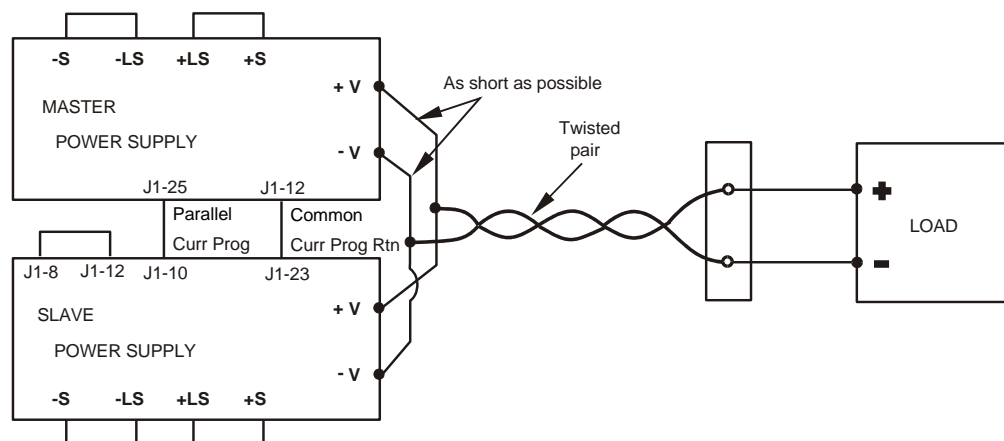 -S -LS +LS +S
+ V
MASTER
POWER SUPPLY
- V
J1-25 J1-12
As short as possible
Twisted
pair
Parallel Common
Curr Prog Curr Prog Rtn
+
LOAD
-
J1-8 J1-12 J1-10 J1-23
+ V
SLAVE
POWER SUPPLY
- V
-S -LS +LS +S